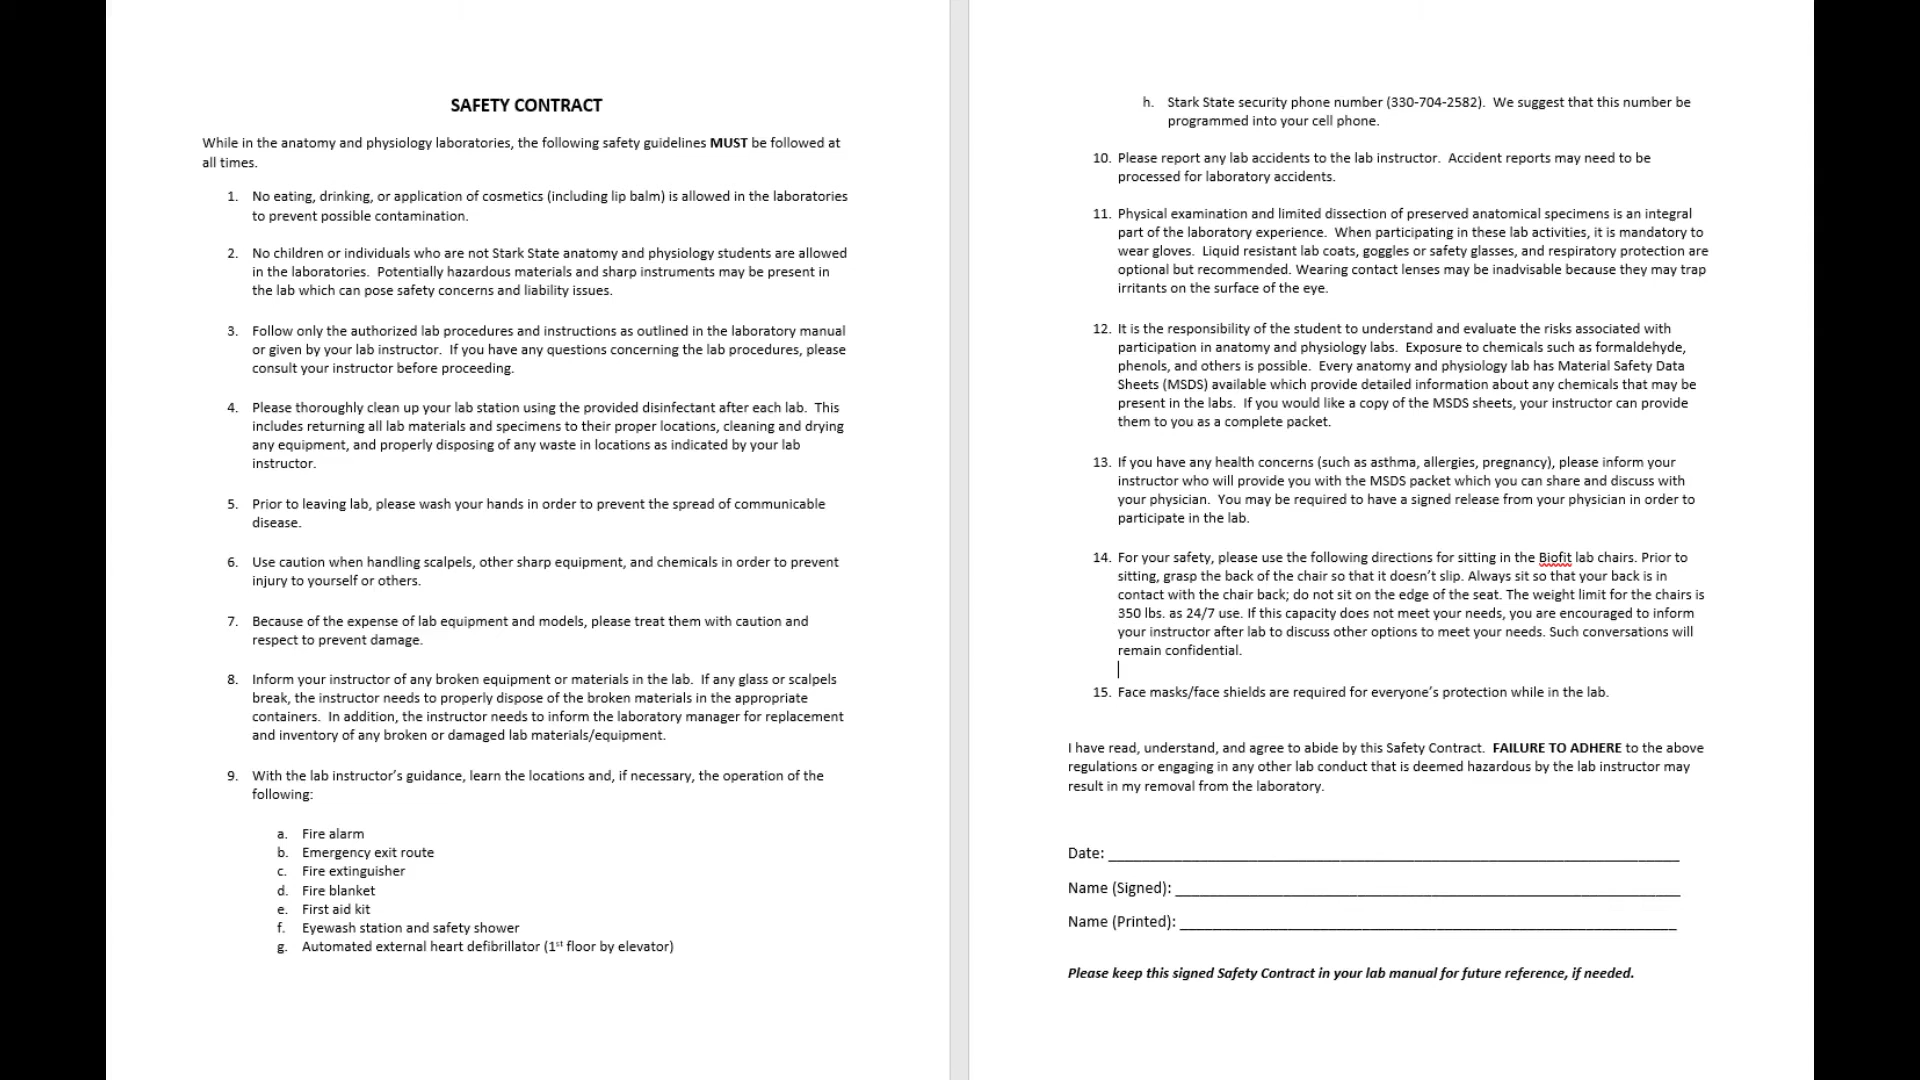 SAFETY CONTRACT
While in the anatomy and physiology laboratories, the following safety guidelines MUST be followed at
all times.
1. No eating, drinking, or application of cosmetics (including lip balm) is allowed in the laboratories
to prevent possible contamination.
2. No children or individuals who are not Stark State anatomy and physiology students are allowed
in the laboratories. Potentially hazardous materials and sharp instruments may be present in
the lab which can pose safety concerns and liability issues.
3. Follow only the authorized lab procedures and instructions as outlined in the laboratory manual
or given by your lab instructor. If you have any questions concerning the lab procedures, please
consult your instructor before proceeding.
4. Please thoroughly clean up your lab station using the provided disinfectant after each lab. This
includes returning all lab materials and specimens to their proper locations, cleaning and drying
any equipment, and properly disposing of any waste in locations as indicated by your lab
instructor.
5. Prior to leaving lab, please wash your hands in order to prevent the spread of communicable
disease.
6. Use caution when handling scalpels, other sharp equipment, and chemicals in order to prevent
injury to yourself or others.
7. Because of the expense of lab equipment and models, please treat them with caution and
respect to prevent damage.
8. Inform your instructor of any broken equipment or materials in the lab. If any glass or scalpels
break, the instructor needs to properly dispose of the broken materials in the appropriate
containers. In addition, the instructor needs to inform the laboratory manager for replacement
and inventory of any broken or damaged lab materials/equipment.
9. With the lab instructor’s guidance, learn the locations and, if necessary, the operation of the
following:
a. Fire alarm
b. Emergency exit route
c. Fire extinguisher
d. Fire blanket
e. First aid kit
f. Eyewash station and safety shower
g. Automated external heart defibrillator (1st floor by elevator)
h. Stark State security phone number (330-704-2582). We suggest that this number be
programmed into your cell phone.
10. Please report any lab accidents to the lab instructor. Accident reports may need to be
processed for laboratory accidents.
11. Physical examination and limited dissection of preserved anatomical specimens is an integral
part of the laboratory experience. When participating in these lab activities, it is mandatory to
wear gloves. Liquid resistant lab coats, goggles or safety glasses, and respiratory protection are
optional but recommended. Wearing contact lenses may be inadvisable because they may trap
irritants on the surface of the eye.
12. It is the responsibility of the student to understand and evaluate the risks associated with
participation in anatomy and physiology labs. Exposure to chemicals such as formaldehyde,
phenols, and others is possible. Every anatomy and physiology lab has Material Safety Data
Sheets (MSDS) available which provide detailed information about any chemicals that may be
present in the labs. If you would like a copy of the MSDS sheets, your instructor can provide
them to you as a complete packet.
13. If you have any health concerns (such as asthma, allergies, pregnancy), please inform your
instructor who will provide you with the MSDS packet which you can share and discuss with
your physician. You may be required to have a signed release from your physician in order to
participate in the lab.
14. For your safety, please use the following directions for sitting in the Biofit lab chairs. Prior to
sitting, grasp the back of the chair so that it doesn’t slip. Always sit so that your back is in
contact with the chair back; do not sit on the edge of the seat. The weight limit for the chairs is
350 lbs. as 24/7 use. If this capacity does not meet your needs, you are encouraged to inform
your instructor after lab to discuss other options to meet your needs. Such conversations will
remain confidential.
15. Face masks/face shields are required for everyone’s protection while in the lab.
I have read, understand, and agree to abide by this Safety Contract. FAILURE TO ADHERE to the above
regulations or engaging in any other lab conduct that is deemed hazardous by the lab instructor may
result in my removal from the laboratory.
Date:
Name (Signed):
Name (Printed):
Please keep this signed Safety Contract in your lab manual for future reference, if needed.